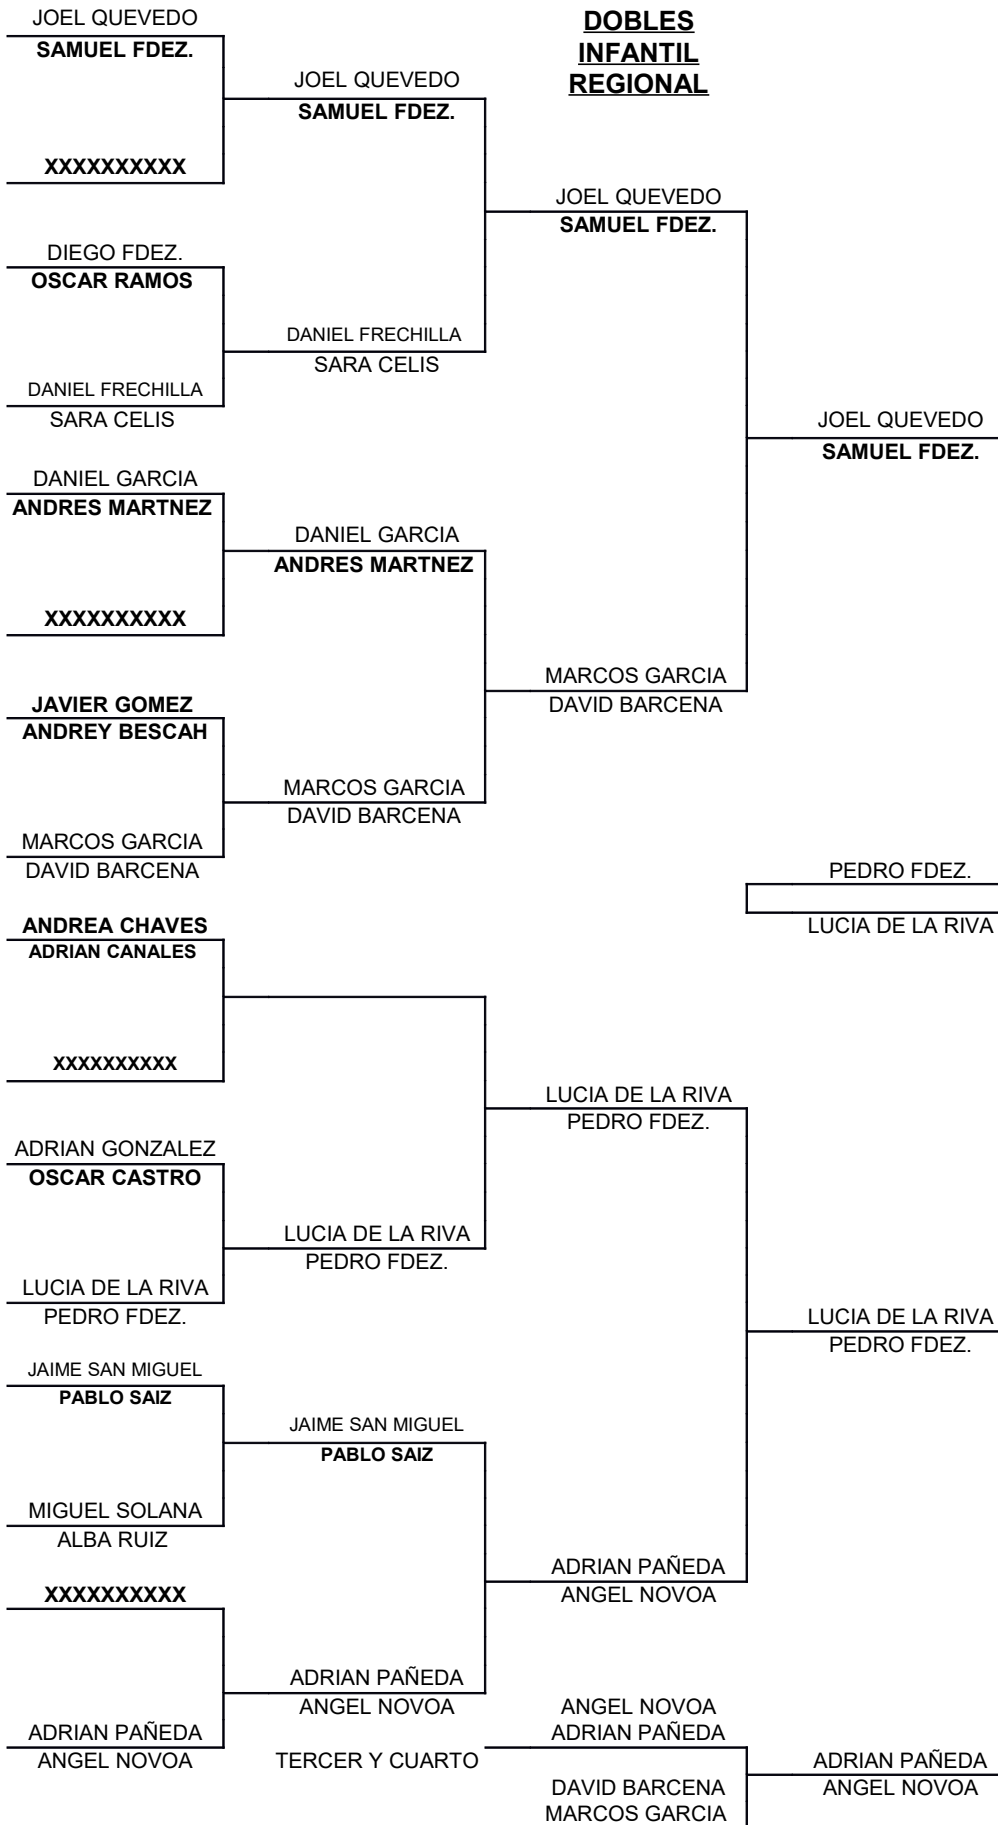 JOEL QUEVEDO
SAMUEL FDEZ.
XXXXXXXXXX
DIEGO FDEZ.
OSCAR RAMOS
DANIEL FRECHILLA
SARA CELIS
DANIEL GARCIA
ANDRES MARTNEZ
XXXXXXXXXX
JAVIER GOMEZ
ANDREY BESCAH
MARCOS GARCIA
DAVID BARCENA
ANDREA CHAVES
ADRIAN CANALES
XXXXXXXXXX
ADRIAN GONZALEZ
OSCAR CASTRO
LUCIA DE LA RIVA
PEDRO FDEZ.
JAIME SAN MIGUEL
PABLO SAIZ
MIGUEL SOLANA
ALBA RUIZ
XXXXXXXXXX
ADRIAN PAÑEDA
ANGEL NOVOA
JOEL QUEVEDO
SAMUEL FDEZ.
DANIEL FRECHILLA
SARA CELIS
DANIEL GARCIA
ANDRES MARTNEZ
MARCOS GARCIA
DAVID BARCENA
LUCIA DE LA RIVA
PEDRO FDEZ.
JAIME SAN MIGUEL
PABLO SAIZ
ADRIAN PAÑEDA
ANGEL NOVOA
TERCER Y CUARTO
DOBLES
INFANTIL
REGIONAL
JOEL QUEVEDO
SAMUEL FDEZ.
MARCOS GARCIA
DAVID BARCENA
LUCIA DE LA RIVA
PEDRO FDEZ.
ADRIAN PAÑEDA
ANGEL NOVOA
ANGEL NOVOA
ADRIAN PAÑEDA
DAVID BARCENA
MARCOS GARCIA
JOEL QUEVEDO
SAMUEL FDEZ.
PEDRO FDEZ.
LUCIA DE LA RIVA
LUCIA DE LA RIVA
PEDRO FDEZ.
ADRIAN PAÑEDA
ANGEL NOVOA